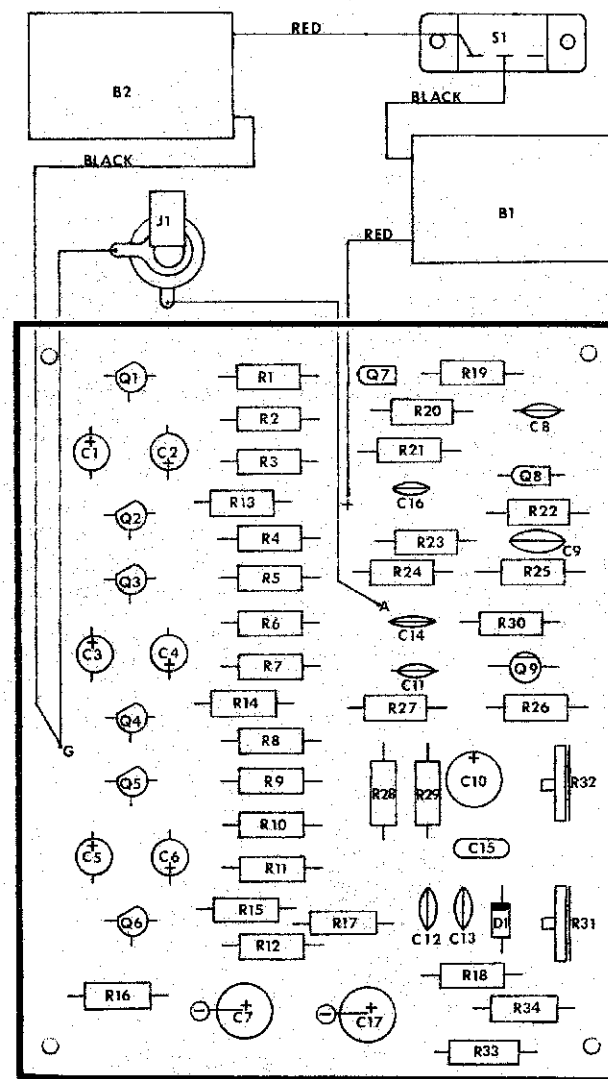 RED
S1
B2
BLACK
BLACK
J1
RED
B1
Q1
R1
Q7
R19
R2
R20
C8
+
C1
C2
+
R3
R21
Q8
R13
C16
+
R22
Q2
R4
R23
C9
Q3
R5
R24
R25
A
R6
C14
R30
+
C3
C4
+
R7
C11
Q9
R14
R27
R26
Q4
R8
G
+
Q5
R9
R28
R29
C10
R32
R10
C15
+
C5
C6
+
R11
R15
R17
C12
C13
D1
R31
Q6
R12
R18
R16
−
+
C7
−
+
C17
R34
R33